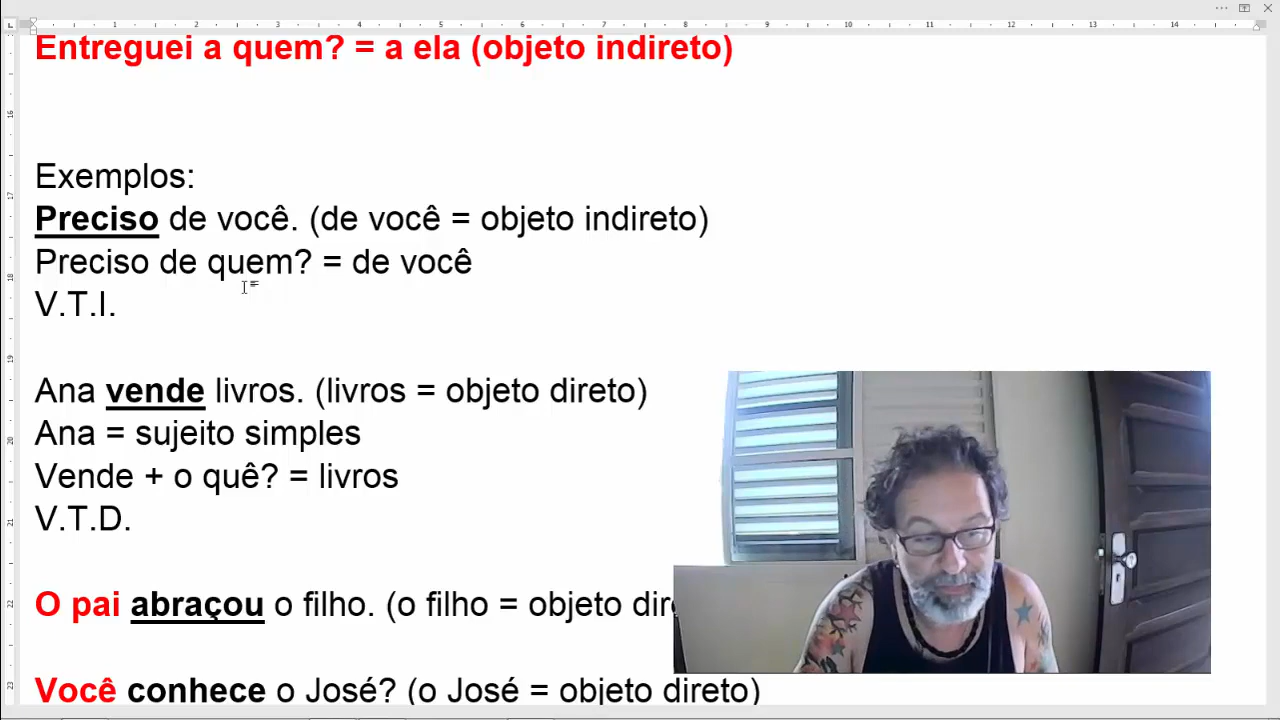 Entreguei a quem? = a ela (objeto indireto)
Exemplos:
Preciso de você. (de você = objeto indireto)
Preciso de quem? = de você
V.T.I.
Ana vende livros. (livros = objeto direto)
Ana = sujeito simples
Vende + o quê? = livros
V.T.D.
O pai abraçou o filho. (o filho = objeto
Você conhece o José? (o José = objeto direto)